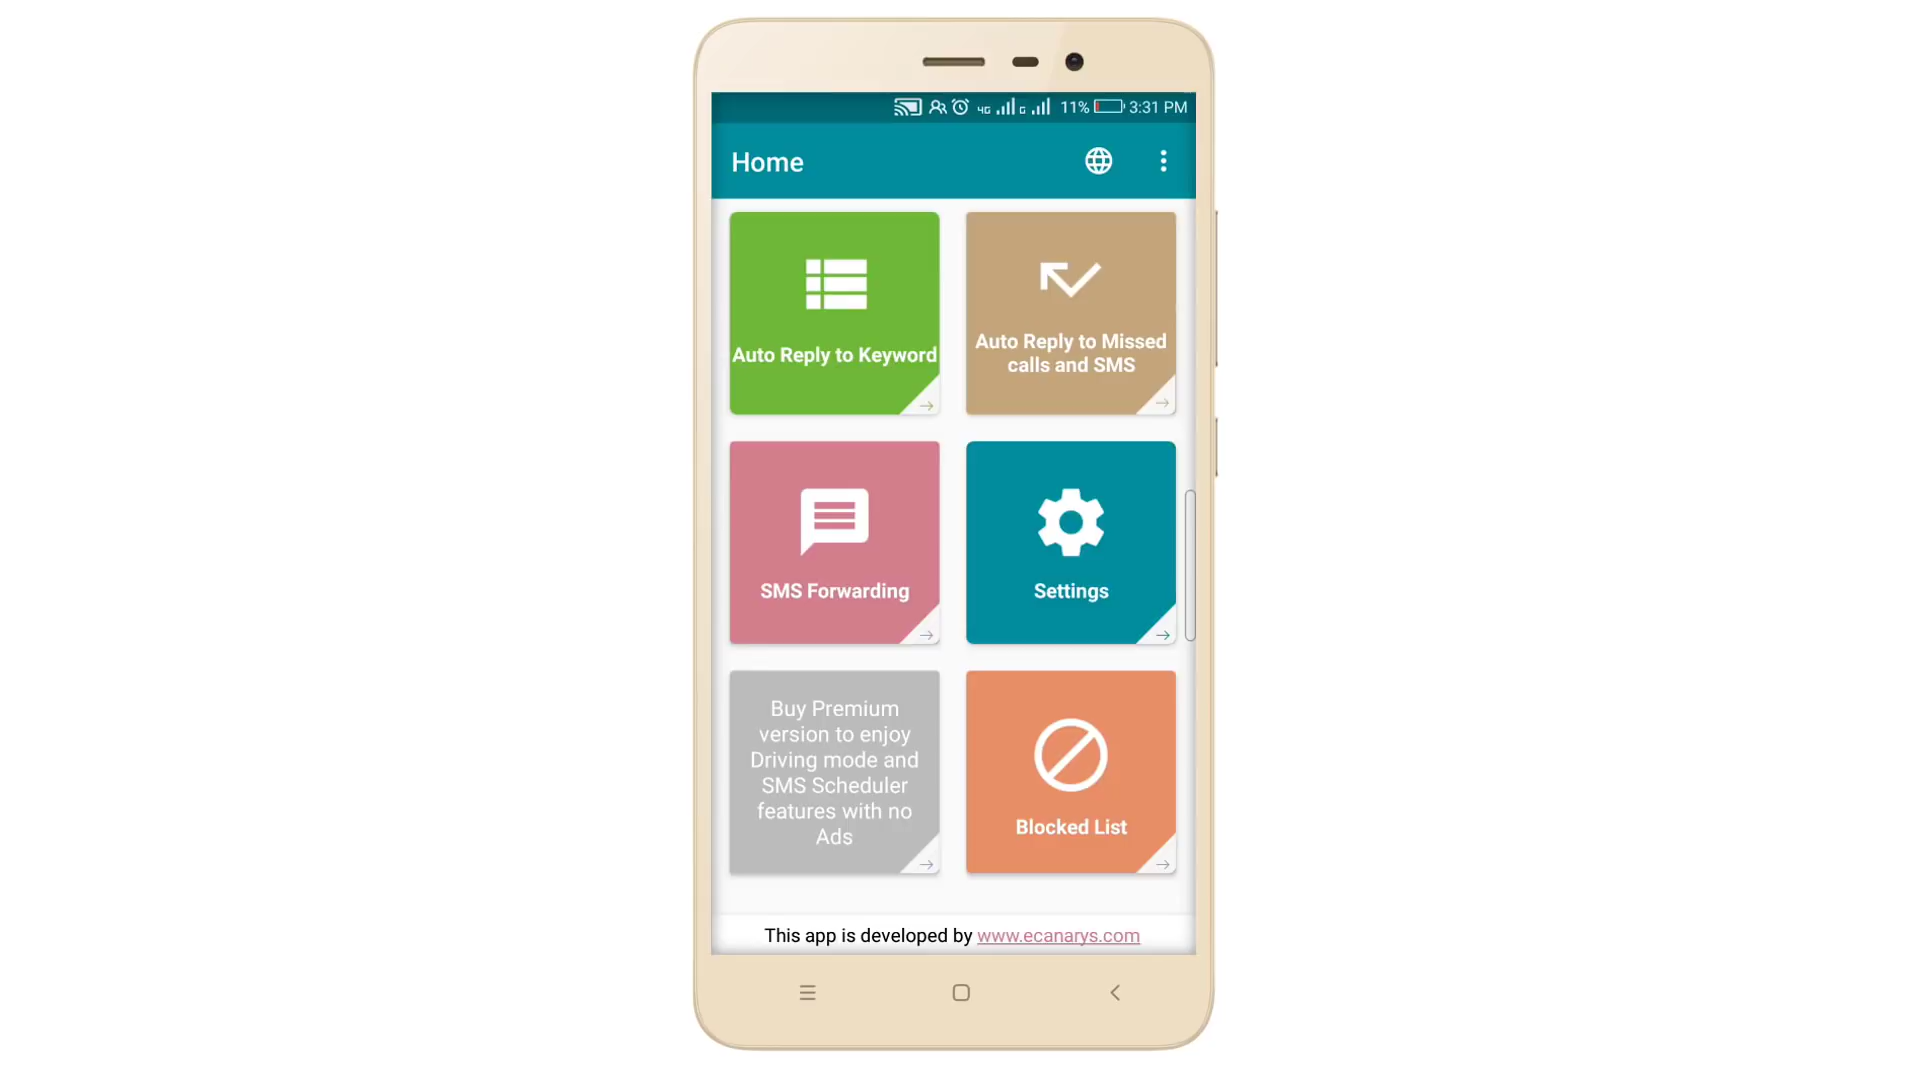 4G G 11% 3:31 PM
Home
Auto Reply to Keyword
Auto Reply to Missed
calls and SMS
SMS Forwarding
Settings
Buy Premium
version to enjoy
Driving mode and
SMS Scheduler
features with no
Ads
Blocked List
This app is developed by www.ecanarys.com